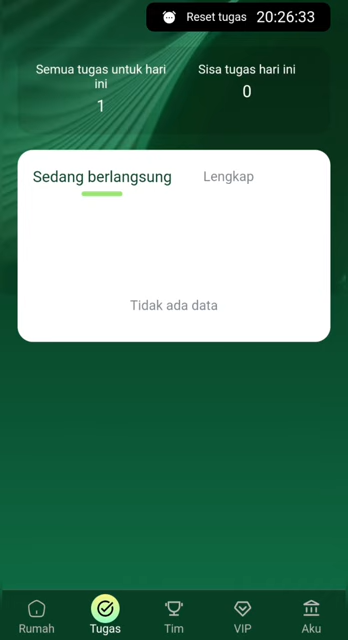 Reset tugas 20:26:33
Semua tugas untuk hari
ini
1
Sisa tugas hari ini
0
Sedang berlangsung
Lengkap
Tidak ada data
Rumah
Tugas
Tim
VIP
Aku